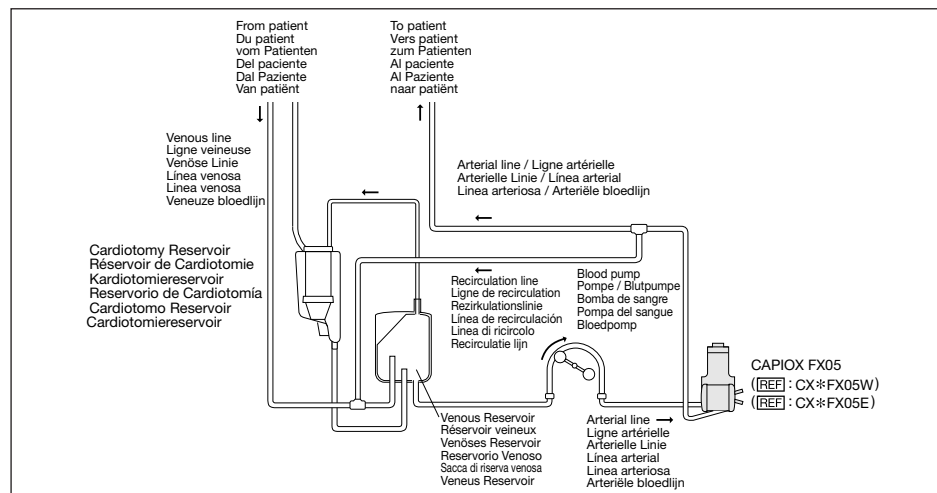 From patient
Du patient
vom Patienten
Del paciente
Dal Paziente
Van patiënt
To patient
Vers patient
zum Patienten
Al paciente
Al Paziente
naar patiënt
Venous line
Ligne veineuse
Venöse Linie
Línea venosa
Linea venosa
Veneuze bloedlijn
Arterial line / Ligne artérielle
Arterielle Linie / Línea arterial
Linea arteriosa / Arteriële bloedlijn
Cardiotomy Reservoir
Réservoir de Cardiotomie
Kardiotomiereservoir
Reservorio de Cardiotomía
Cardiotomo Reservoir
Cardiotomiereservoir
Recirculation line
Ligne de recirculation
Rezirkulationslinie
Línea de recirculación
Linea di ricircolo
Recirculatie lijn
Blood pump
Pompe / Blutpumpe
Bomba de sangre
Pompa del sangue
Bloedpomp
CAPIOX FX05
(REF : CX*FX05W)
(REF : CX*FX05E)
Venous Reservoir
Réservoir veineux
Venöses Reservoir
Reservorio Venoso
Sacca di riserva venosa
Veneus Reservoir
Arterial line →
Ligne artérielle
Arterielle Linie
Línea arterial
Linea arteriosa
Arteriële bloedlijn